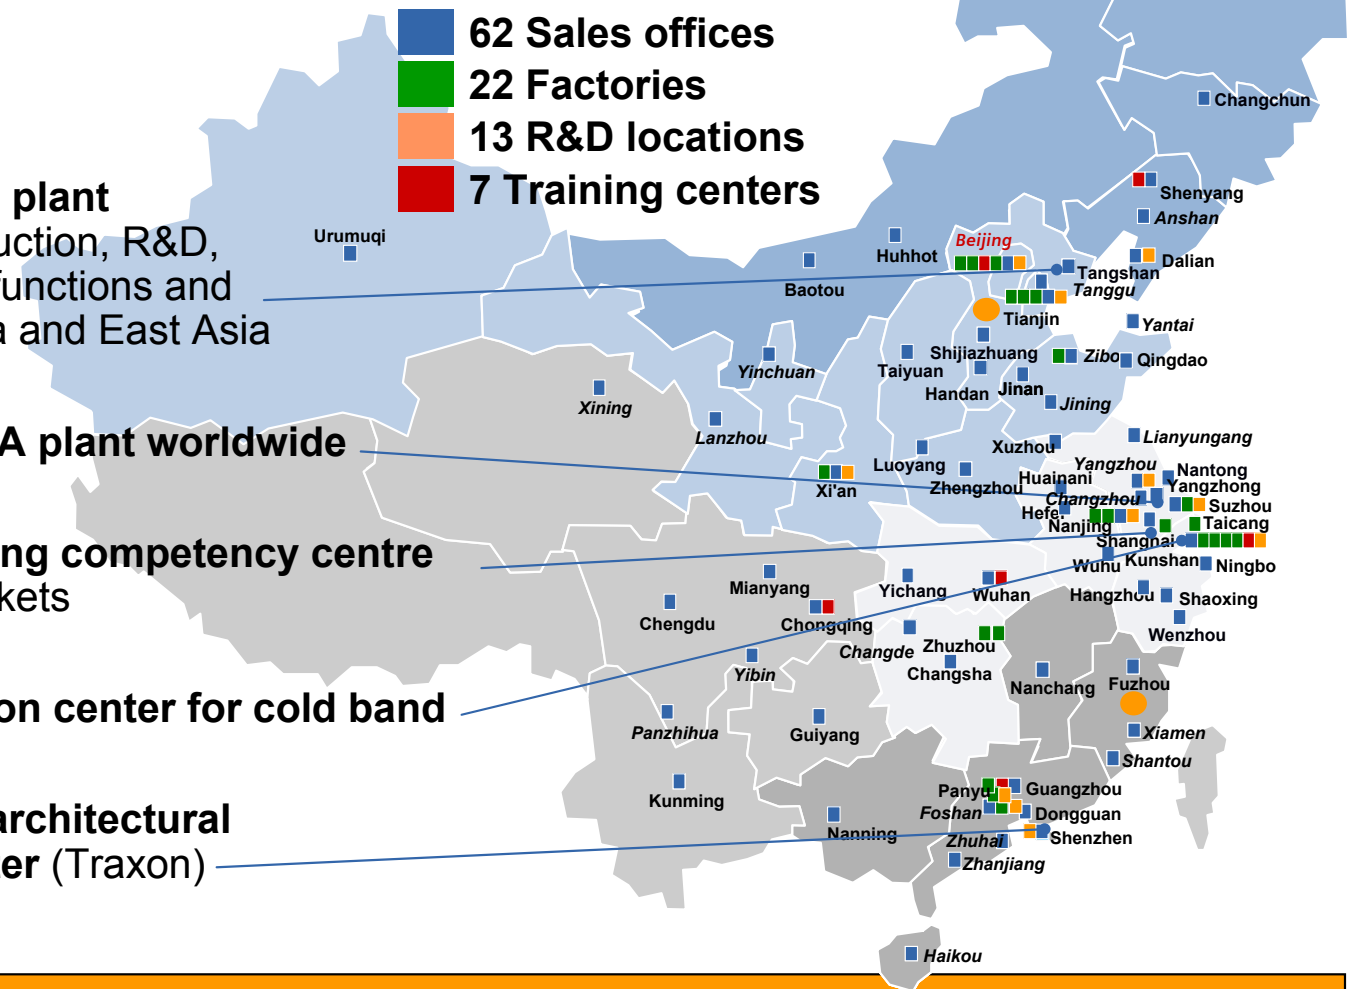 62 Sales offices
22 Factories
13 R&D locations
7 Training centers
plant
uction, R&D,
unctions and
a and East Asia
A plant worldwide
ng competency centre
kets
on center for cold band
architectural
ter (Traxon)
Changchun
Shenyang
Anshan
Urumuqi
Beijing
Huhhot
Dalian
Tangshan
Baotou
Tanggu
Tianjin
Yantai
Shijiazhuang
Zibo
Qingdao
Yinchuan
Taiyuan
Handan
Jinan
Xining
Jining
Lanzhou
Lianyungang
Xuzhou
Luoyang
Yangzhou
Nantong
Huainani
Zhengzhou
Yangzhong
Xi'an
Changzhou
Suzhou
Hefei
Nanjing
Taicang
Shanghai
Wuhu
Kunshan
Ningbo
Mianyang
Yichang
Wuhan
Hangzhou
Shaoxing
Chengdu
Chongqing
Wenzhou
Changde
Zhuzhou
Yibin
Changsha
Nanchang
Fuzhou
Panzhihua
Guiyang
Xiamen
Shantou
Kunming
Panyu
Guangzhou
Foshan
Dongguan
Nanning
Zhuhai
Shenzhen
Zhanjiang
Haikou